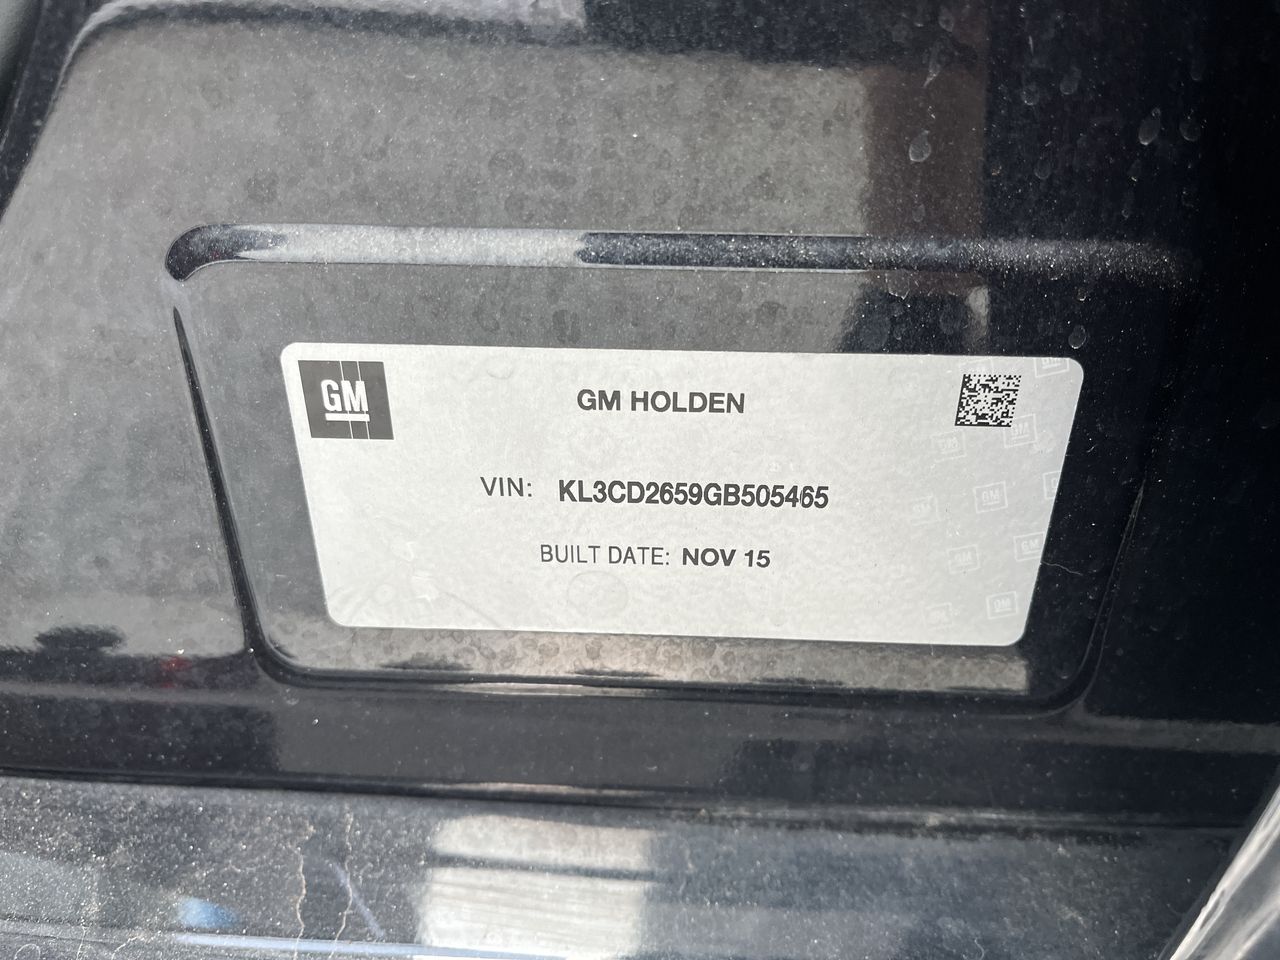 GM
GM HOLDEN
VIN: KL3CD2659GB505465
BUILT DATE: NOV 15